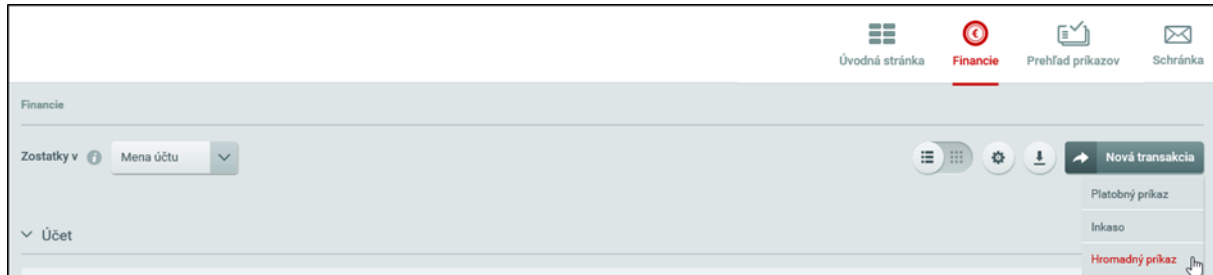 Úvodná stránka Financie Prehľad príkazov Schránka
Financie
Zostatky v Mena účtu Nová transakcia
Platobný príkaz
Inkaso
Účet
Hromadný príkaz